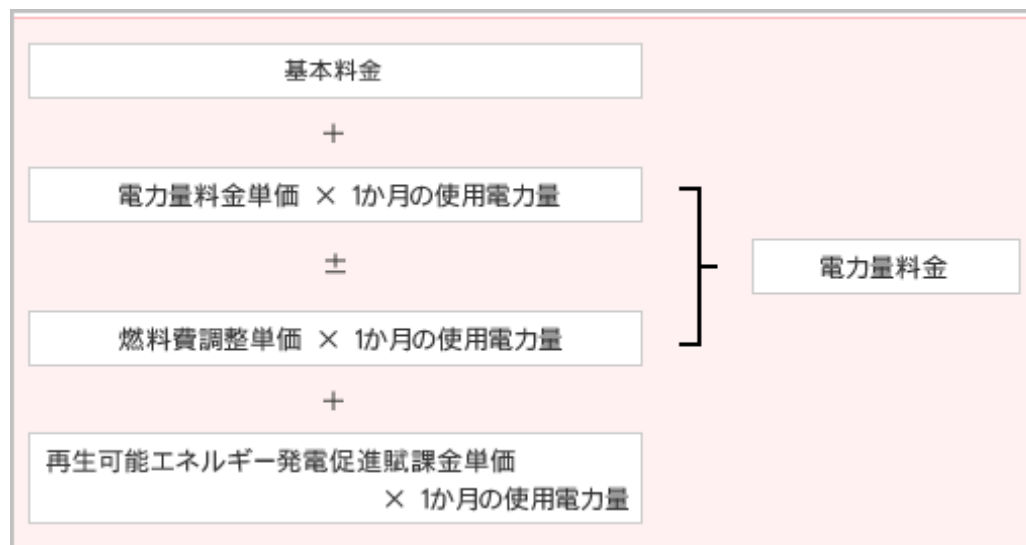 基本料金
+
電力量料金単価 × 1か月の使用電力量
±
電力量料金
燃料費調整単価 × 1か月の使用電力量
+
再生可能エネルギー発電促進賦課金単価
× 1か月の使用電力量